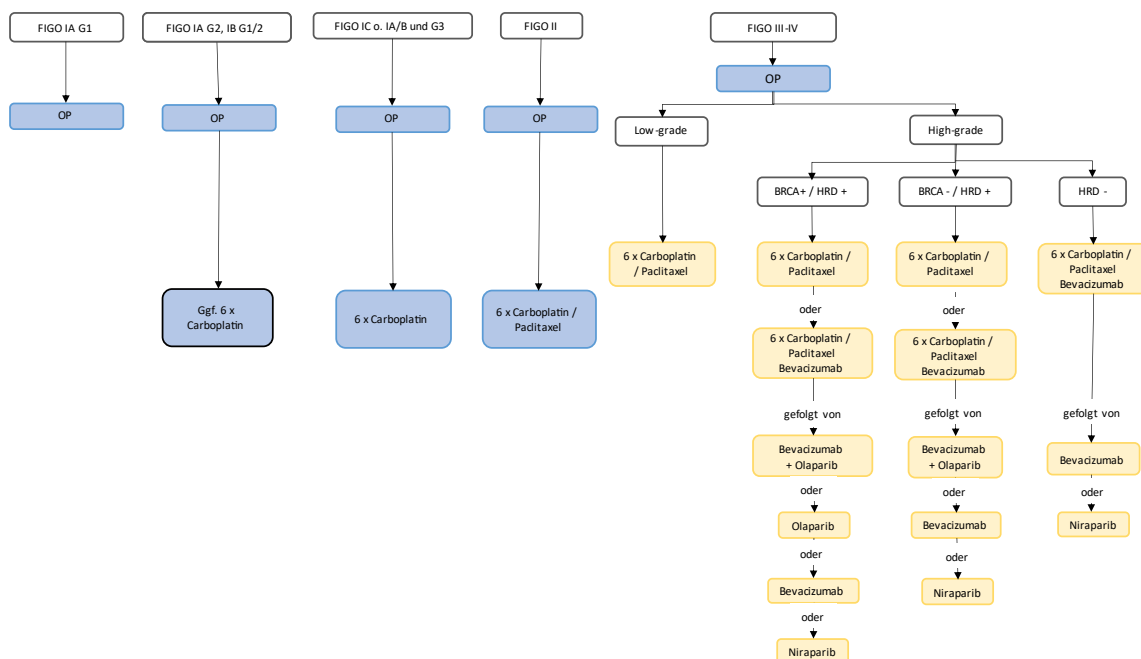 FIGO IA G1
FIGO IA G2, IB G1/2
FIGO IC o. IA/B und G3
FIGO II
FIGO III-IV
OP
OP
OP
OP
OP
Low-grade
High-grade
BRCA+ / HRD +
BRCA - / HRD +
HRD -
6 x Carboplatin
/ Paclitaxel
6 x Carboplatin /
Paclitaxel
oder
6 x Carboplatin /
Paclitaxel
Bevacizumab
gefolgt von
Bevacizumab
+ Olaparib
oder
Olaparib
oder
Bevacizumab
oder
Niraparib
6 x Carboplatin /
Paclitaxel
oder
6 x Carboplatin /
Paclitaxel
Bevacizumab
gefolgt von
Bevacizumab
+ Olaparib
oder
Bevacizumab
oder
Niraparib
6 x Carboplatin /
Paclitaxel
Bevacizumab
gefolgt von
Bevacizumab
oder
Niraparib
Ggf. 6 x
Carboplatin
6 x Carboplatin
6 x Carboplatin /
Paclitaxel